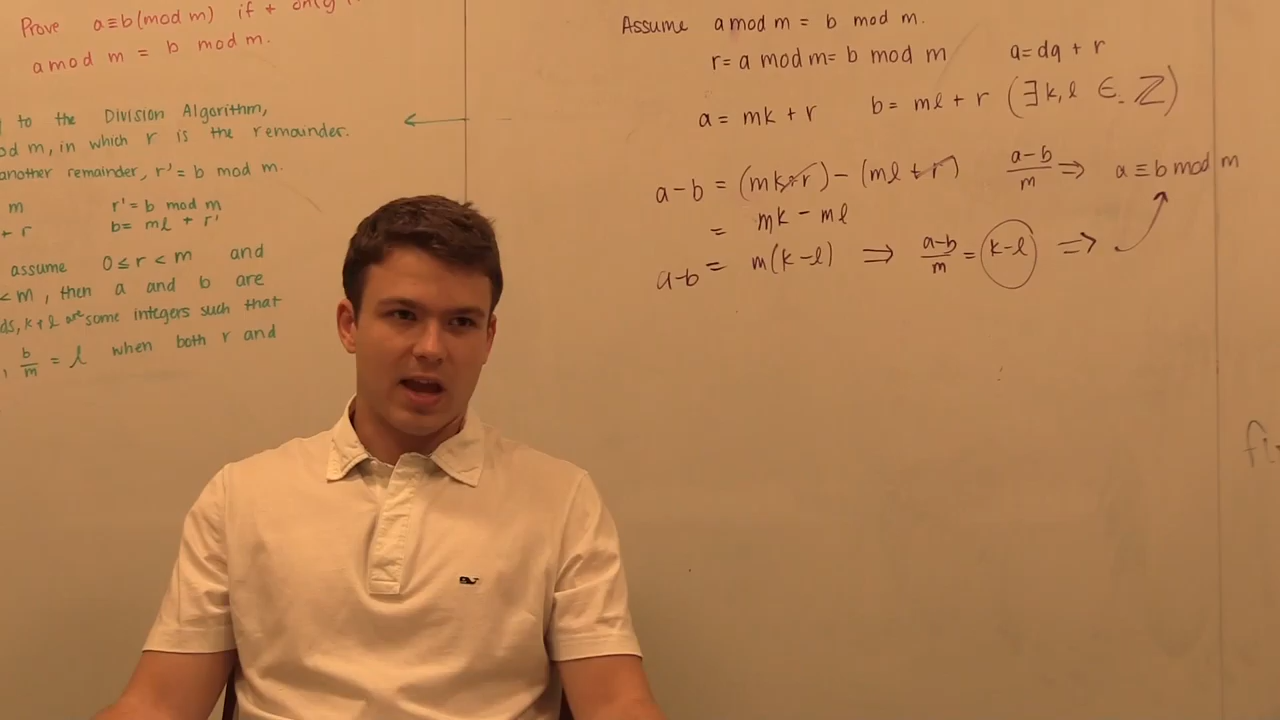 Prove a≡b(mod m) if + only
a mod m = b mod m.
to the Division Algorithm,
od m, in which r is the remainder.
another remainder, r'= b mod m.
m r'= b mod m
+ r b= ml + r'
assume 0≤r<m and
<m, then a and b are
ds, k+l are some integers such that
, b/m = l when both r and
Assume a mod m = b mod m.
r= a mod m= b mod m a=dq + r
a= mk + r b= ml + r (∃k,l ∈ ℤ)
a-b = (mk+r) - (ml + r) a-b/m ⇒ a≡b mod m
= mk - ml
a-b = m(k-l) ⇒ a-b/m = k-l ⇒